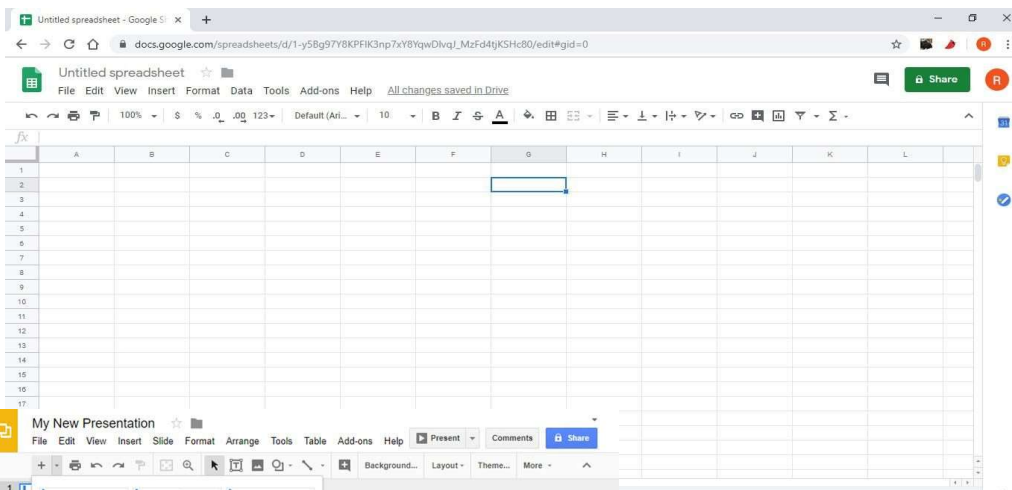 Untitled spreadsheet - Google S
docs.google.com/spreadsheets/d/1-y5Bg97Y8KPFIK3np7xY8YqwDlvqJ_MzFd4tjKSHc80/edit#gid=0
R
Untitled spreadsheet
Share
R
File Edit View Insert Format Data Tools Add-ons Help All changes saved in Drive
100% $ % .0 .00 123 Default (Ari... 10 B I S A
31
fx
A B C D E F G H I J K L
1
2
3
4
5
6
7
8
9
10
11
12
13
14
15
16
17
My New Presentation
File Edit View Insert Slide Format Arrange Tools Table Add-ons Help Present Comments Share
Background... Layout Theme... More
1